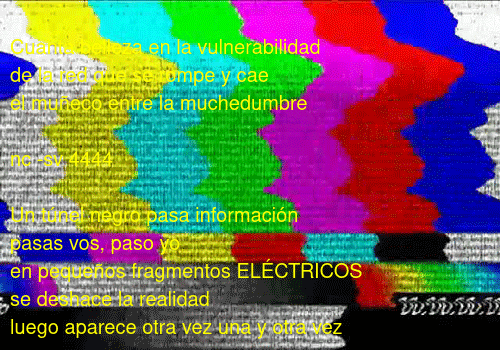 Cuánta belleza en la vulnerabilidad
de la red que se rompe y cae
el muñeco entre la muchedumbre
nc -sv 4444
Un túnel negro pasa información
pasas vos, paso yo
en pequeños fragmentos ELÉCTRICOS
se deshace la realidad
luego aparece otra vez una y otra vez